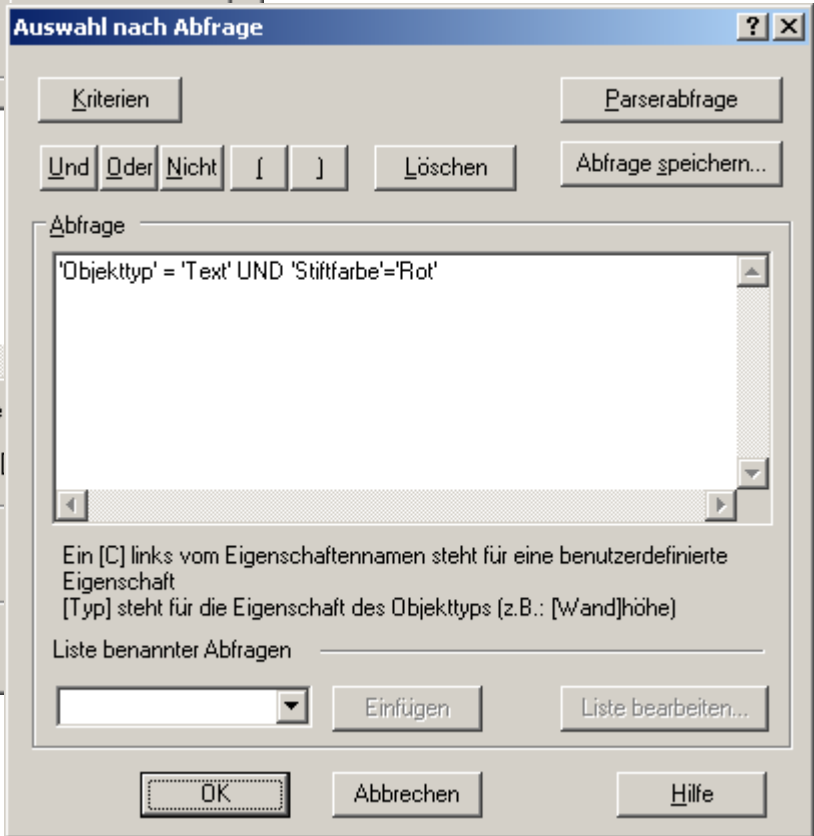 Auswahl nach Abfrage
Kriterien
Parserabfrage
Und Oder Nicht ( ) Löschen
Abfrage speichern...
Abfrage
'Objekttyp' = 'Text' UND 'Stiftfarbe'='Rot'
Ein [C] links vom Eigenschaftennamen steht für eine benutzerdefinierte
Eigenschaft
[Typ] steht für die Eigenschaft des Objekttyps (z.B.: [Wand]höhe)
Liste benannter Abfragen
Einfügen
Liste bearbeiten...
OK
Abbrechen
Hilfe